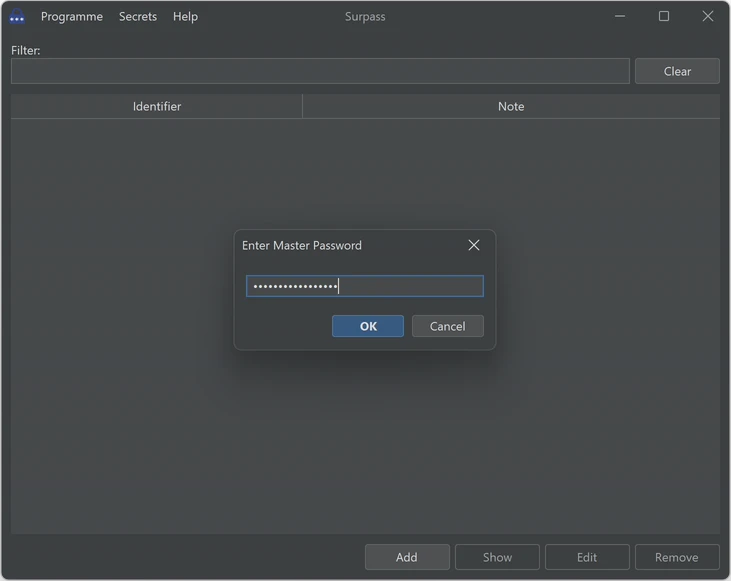 Programme Secrets Help Surpass
Filter:
Clear
Identifier Note
Enter Master Password
•••••••••••••••••
OK Cancel
Add Show Edit Remove